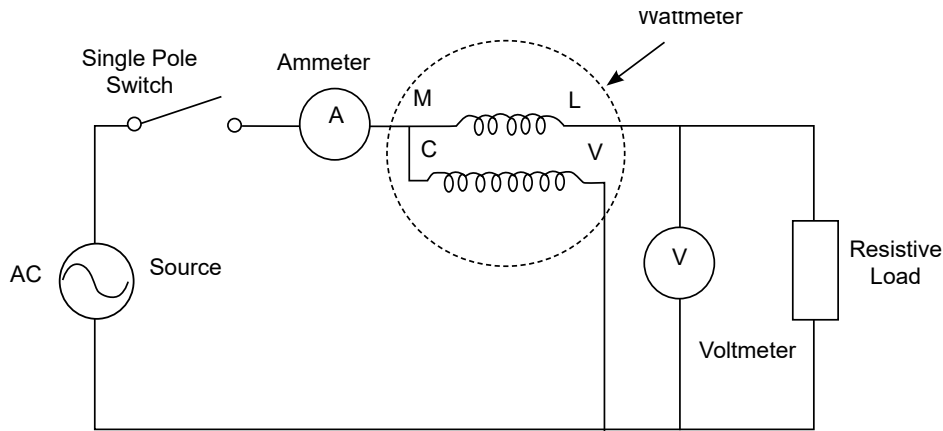 Wattmeter
Single Pole
Switch
Ammeter
A
M
L
C
V
AC
Source
V
Resistive
Load
Voltmeter